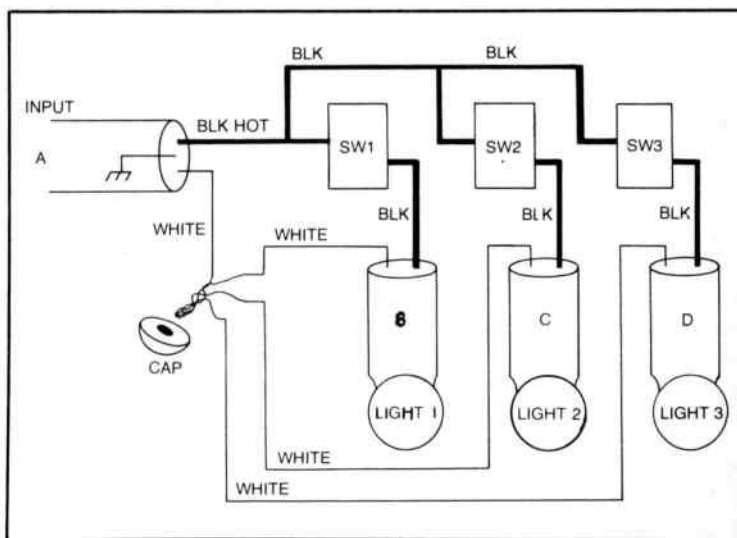 BLK BLK
INPUT
BLK HOT
A
SW1 SW2 SW3
BLK BLK BLK
WHITE WHITE
8 C D
CAP
LIGHT 1 LIGHT 2 LIGHT 3
WHITE
WHITE